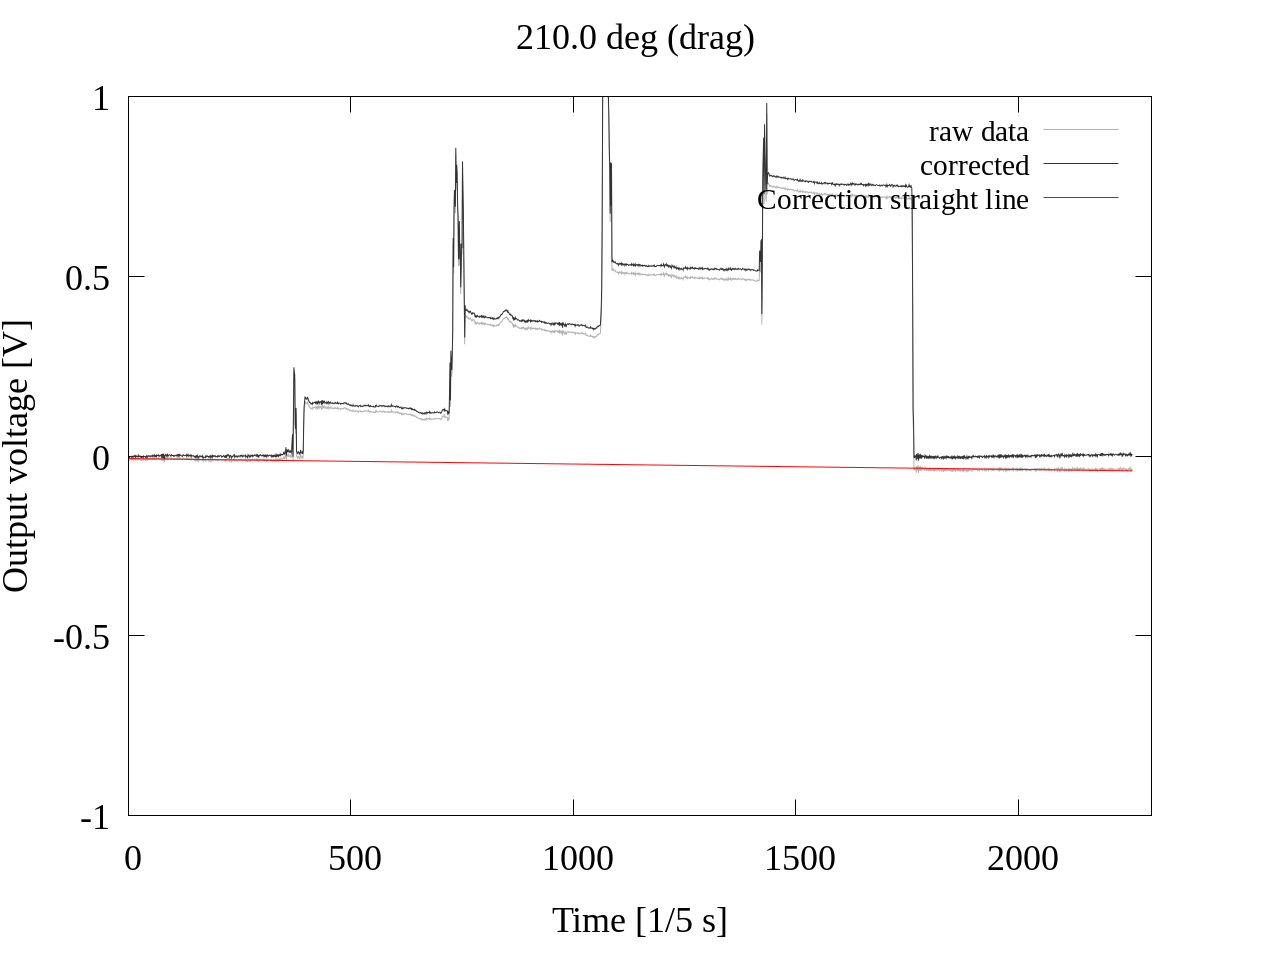 210.0 deg (drag)
1
raw data
corrected
Correction straight line
0.5
0
-0.5
-1
Output voltage [V]
0 500 1000 1500 2000
Time [1/5 s]